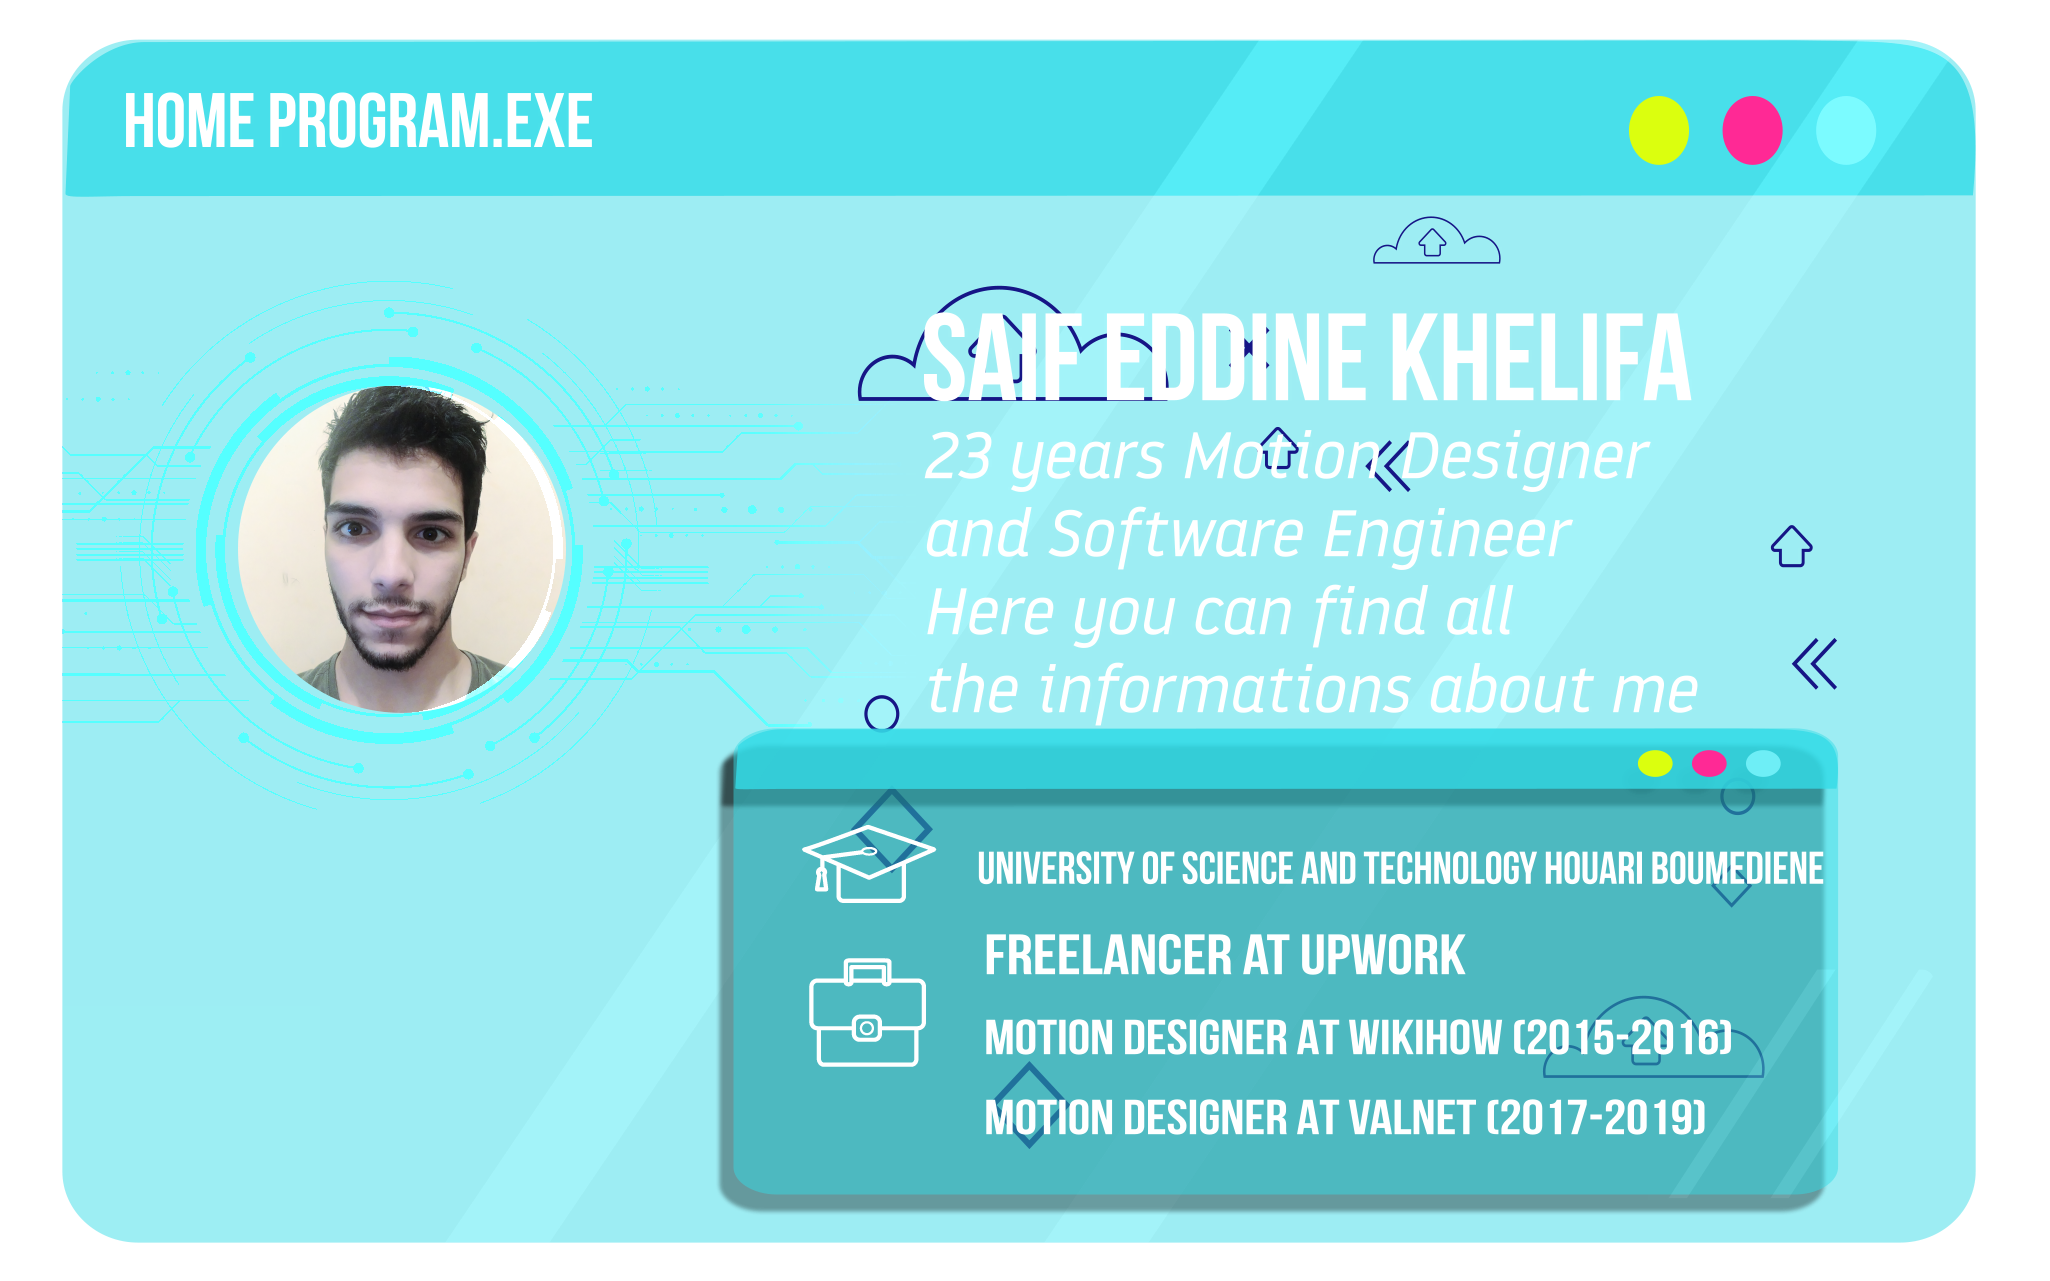 HOME PROGRAM.EXE
SAIF EDDINE KHELIFA
23 years Motion Designer
and Software Engineer
Here you can find all
the informations about me
UNIVERSITY OF SCIENCE AND TECHNOLOGY HOUARI BOUMEDIENE
FREELANCER AT UPWORK
MOTION DESIGNER AT WIKIHOW (2015-2016)
MOTION DESIGNER AT VALNET (2017-2019)